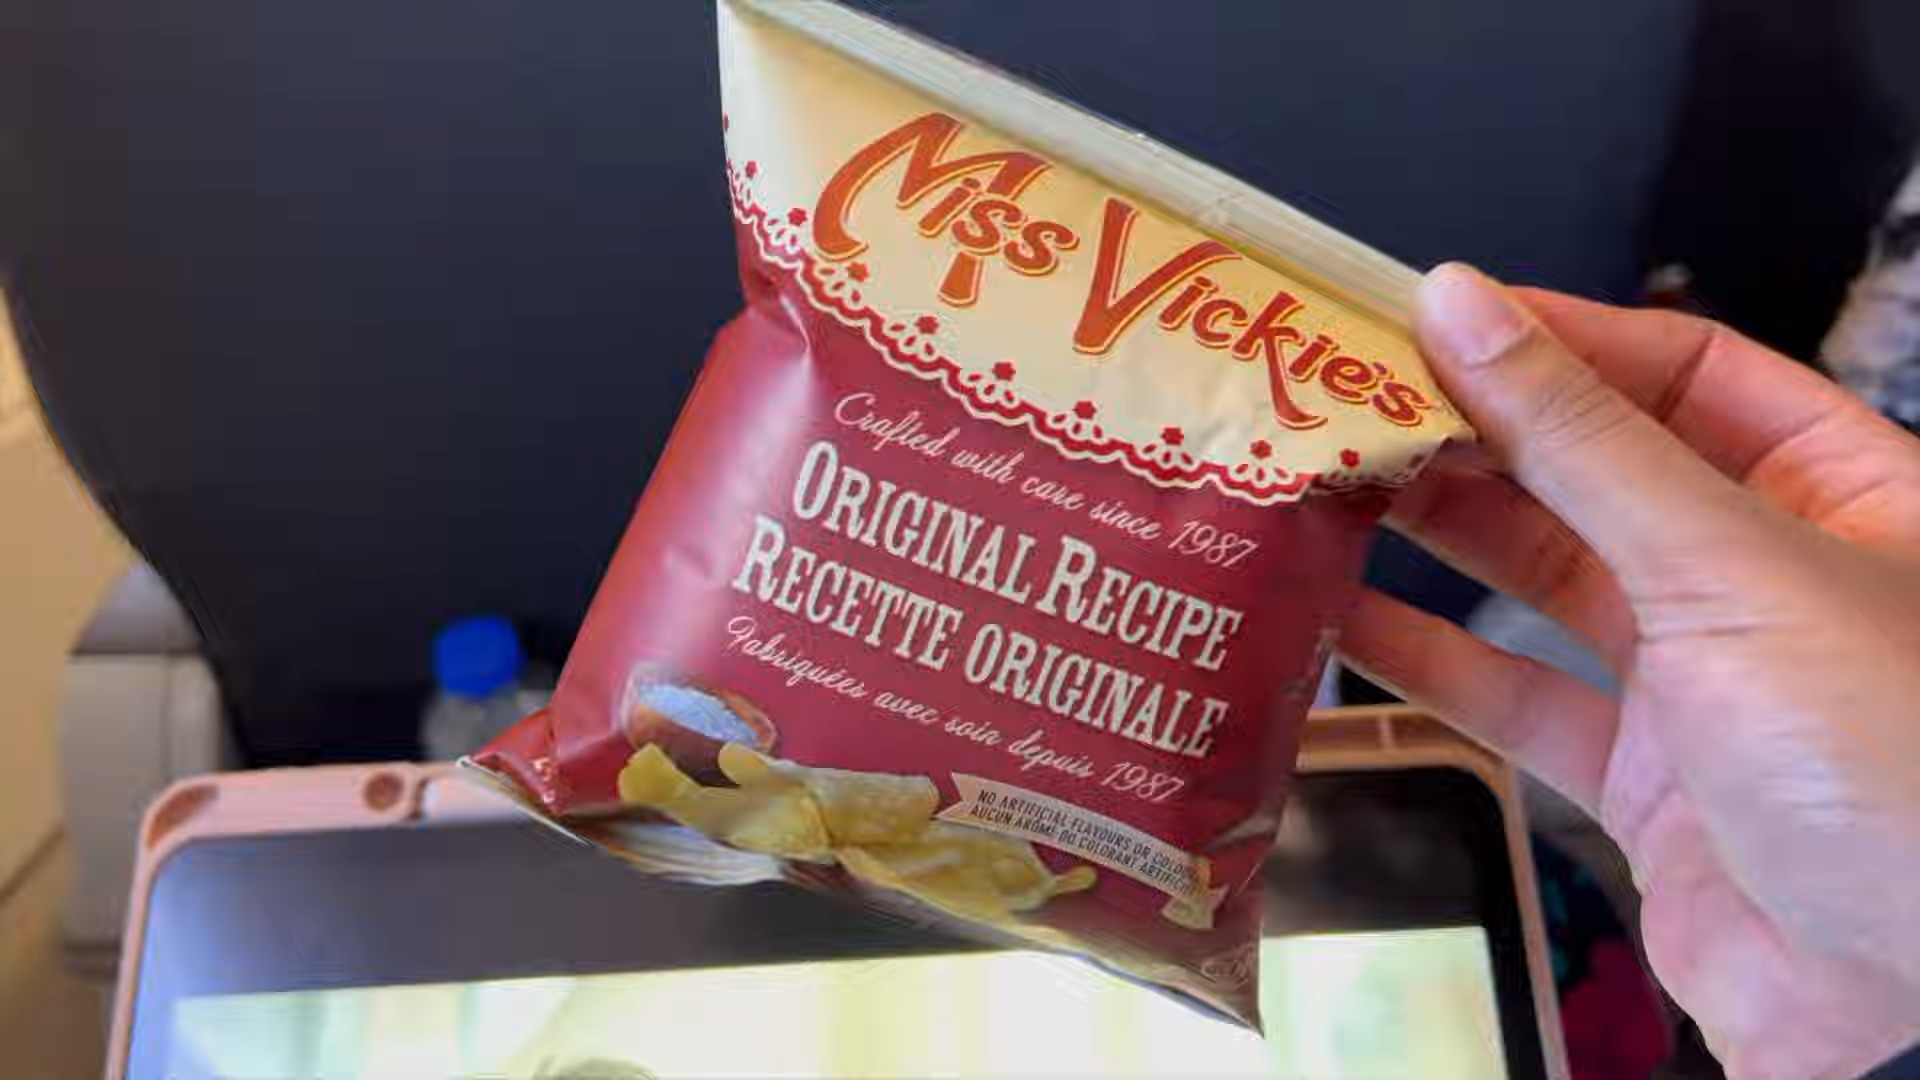 Miss Vickie's
Crafted with care since 1987
ORIGINAL RECIPE
RECETTE ORIGINALE
Fabriquées avec soin depuis 1987
NO ARTIFICIAL FLAVOURS OR
AUCUN ARÔME OU COLORANT